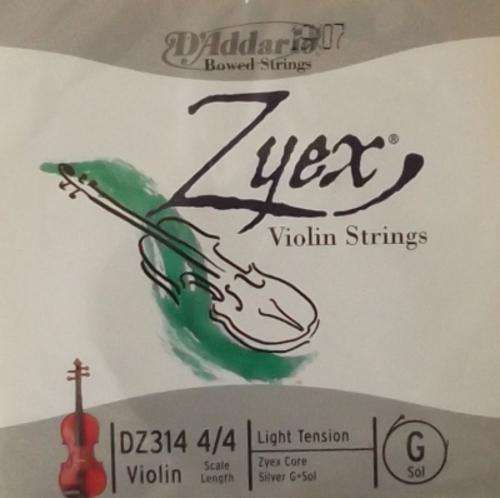 D'Addario
07
Bowed Strings
Zyex®
Violin Strings
DZ314 4/4
Violin Scale Length
Light Tension
Zyex Core
Silver G-Sol
G
Sol